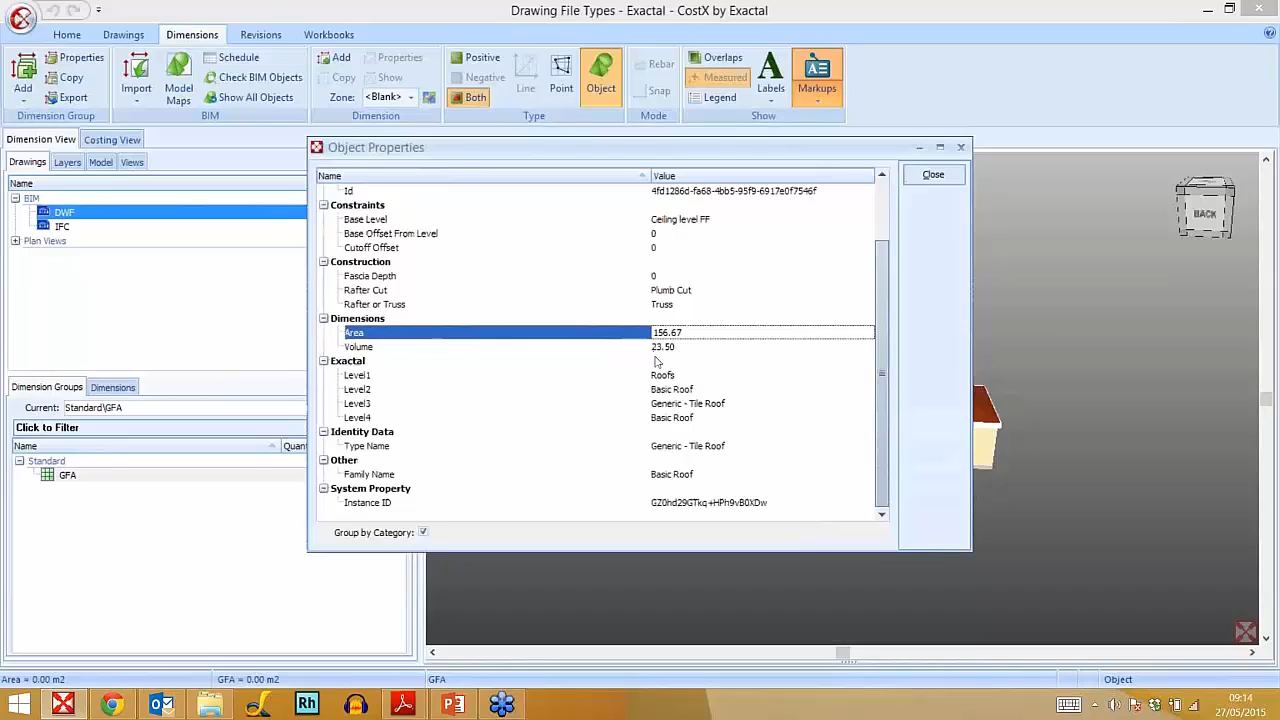 Drawing File Types - Exactal - CostX by Exactal
Home Drawings Dimensions Revisions Workbooks
Add Properties Copy Export Import Model Maps Schedule Check BIM Objects Show All Objects Add Properties Copy Show Zone: <Blank> Positive Negative Both Line Point Object Rebar Snap Overlaps Measured Legend Labels Markups
Dimension Group BIM Dimension Type Mode Show
Dimension View Costing View
Drawings Layers Model Views
Name
BIM
DWF
IFC
Plan Views
Dimension Groups Dimensions
Current: Standard\GFA
Click to Filter
Name Quant
Standard
GFA
Object Properties
Name Value
Close
Id 4fd1286d-fa68-4bb5-95f9-6917e0f7546f
Constraints
Base Level Ceiling level FF
Base Offset From Level 0
Cutoff Offset 0
Construction
Fascia Depth 0
Rafter Cut Plumb Cut
Rafter or Truss Truss
Dimensions
Area 156.67
Volume 23.50
Exactal
Level1 Roofs
Level2 Basic Roof
Level3 Generic - Tile Roof
Level4 Basic Roof
Identity Data
Type Name Generic - Tile Roof
Other
Family Name Basic Roof
System Property
Instance ID GZ0hd29GTkq+HPh9vB0XDw
Group by Category:
BACK
Area = 0.00 m2 GFA = 0.00 m2 GFA Object
Rh
09:14
27/05/2015